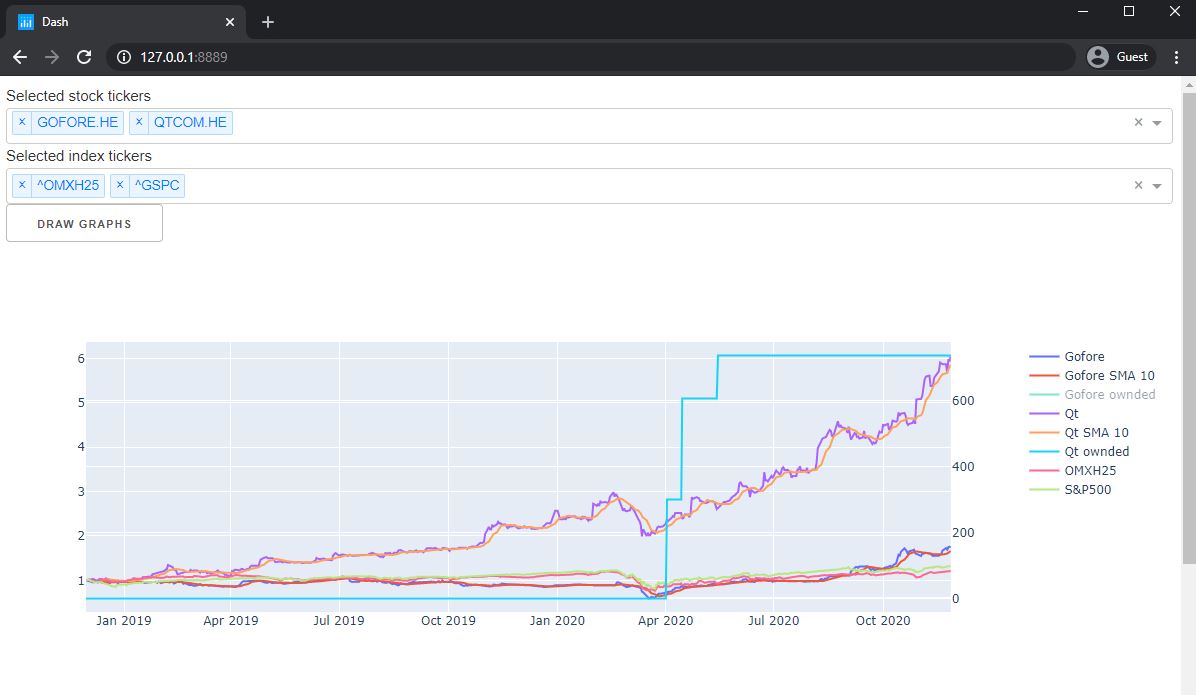 Dash
127.0.0.1:8889
Guest
Selected stock tickers
× GOFORE.HE × QTCOM.HE
Selected index tickers
× ^OMXH25 × ^GSPC
DRAW GRAPHS
6
5
4
3
2
1
600
400
200
0
Jan 2019 Apr 2019 Jul 2019 Oct 2019 Jan 2020 Apr 2020 Jul 2020 Oct 2020
Gofore
Gofore SMA 10
Gofore ownded
Qt
Qt SMA 10
Qt ownded
OMXH25
S&P500